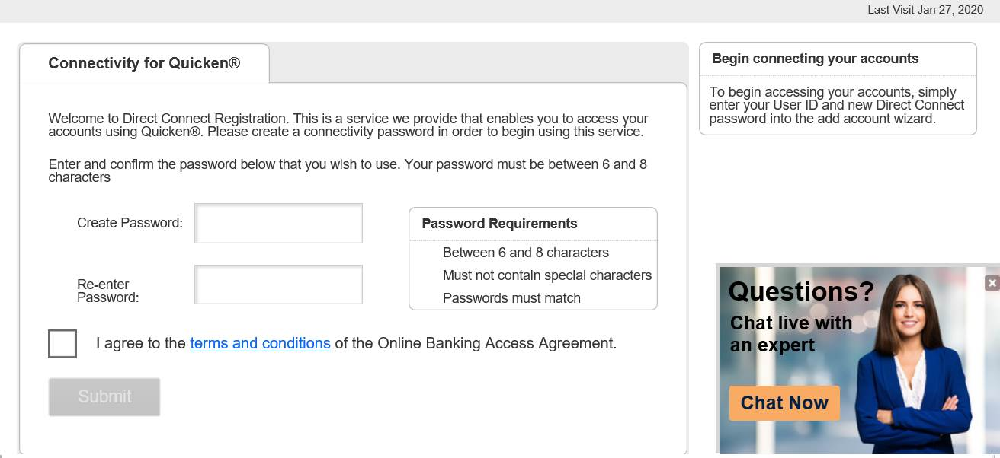 Last Visit Jan 27, 2020
Connectivity for Quicken®
Welcome to Direct Connect Registration. This is a service we provide that enables you to access your
accounts using Quicken®. Please create a connectivity password in order to begin using this service.
Enter and confirm the password below that you wish to use. Your password must be between 6 and 8
characters
Create Password:
Re-enter
Password:
Password Requirements
Between 6 and 8 characters
Must not contain special characters
Passwords must match
I agree to the terms and conditions of the Online Banking Access Agreement.
Submit
Begin connecting your accounts
To begin accessing your accounts, simply
enter your User ID and new Direct Connect
password into the add account wizard.
Questions?
Chat live with
an expert
Chat Now